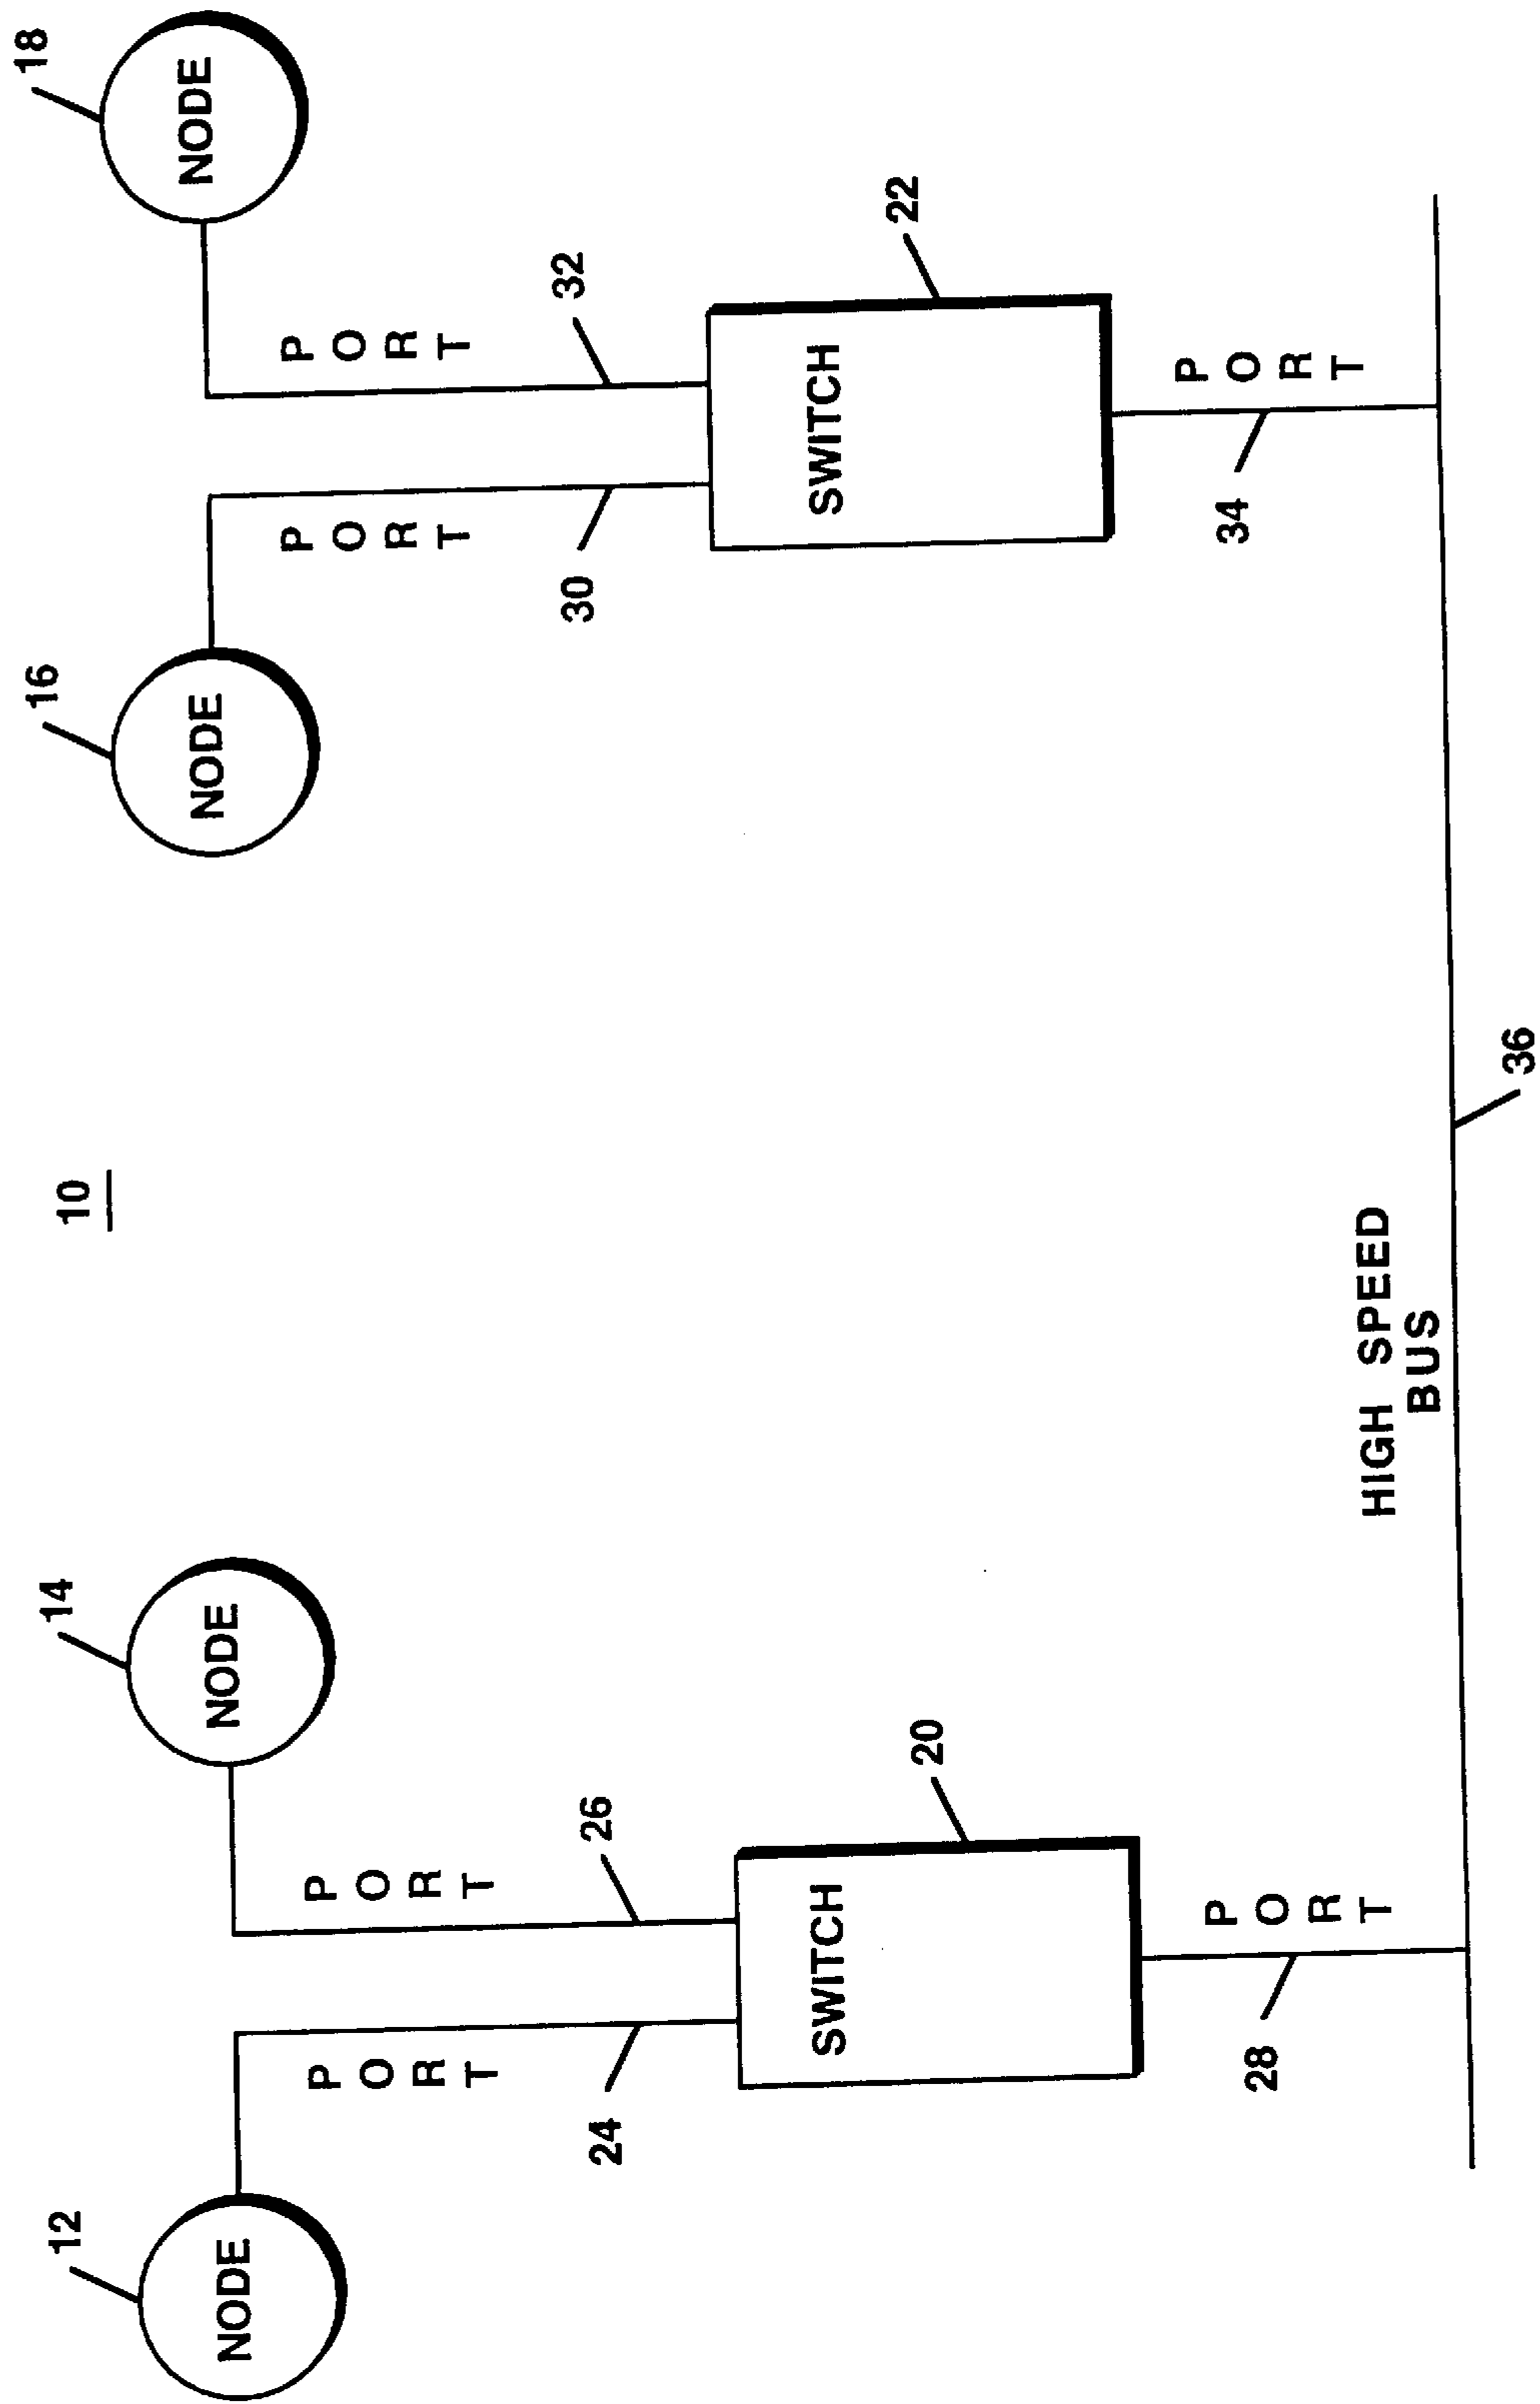 10
12
14
16
18
NODE
NODE
NODE
NODE
PORT
PORT
PORT
PORT
24
26
30
32
SWITCH
SWITCH
20
22
28
PORT
34
PORT
HIGH SPEED
BUS
36